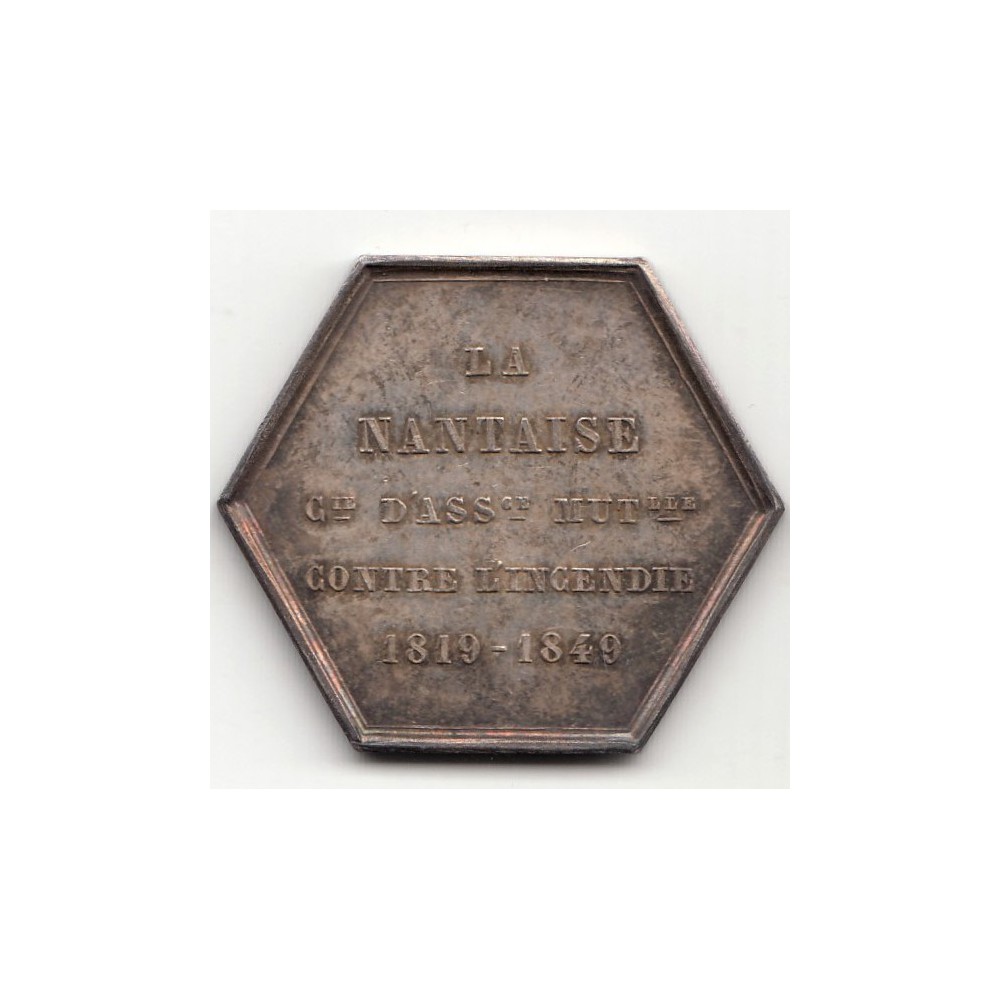 LA
NANTAISE
Cᴵᴱ D'ASSᶜᴱ MUTᴸᴸᴱ
CONTRE L'INCENDIE
1819-1849